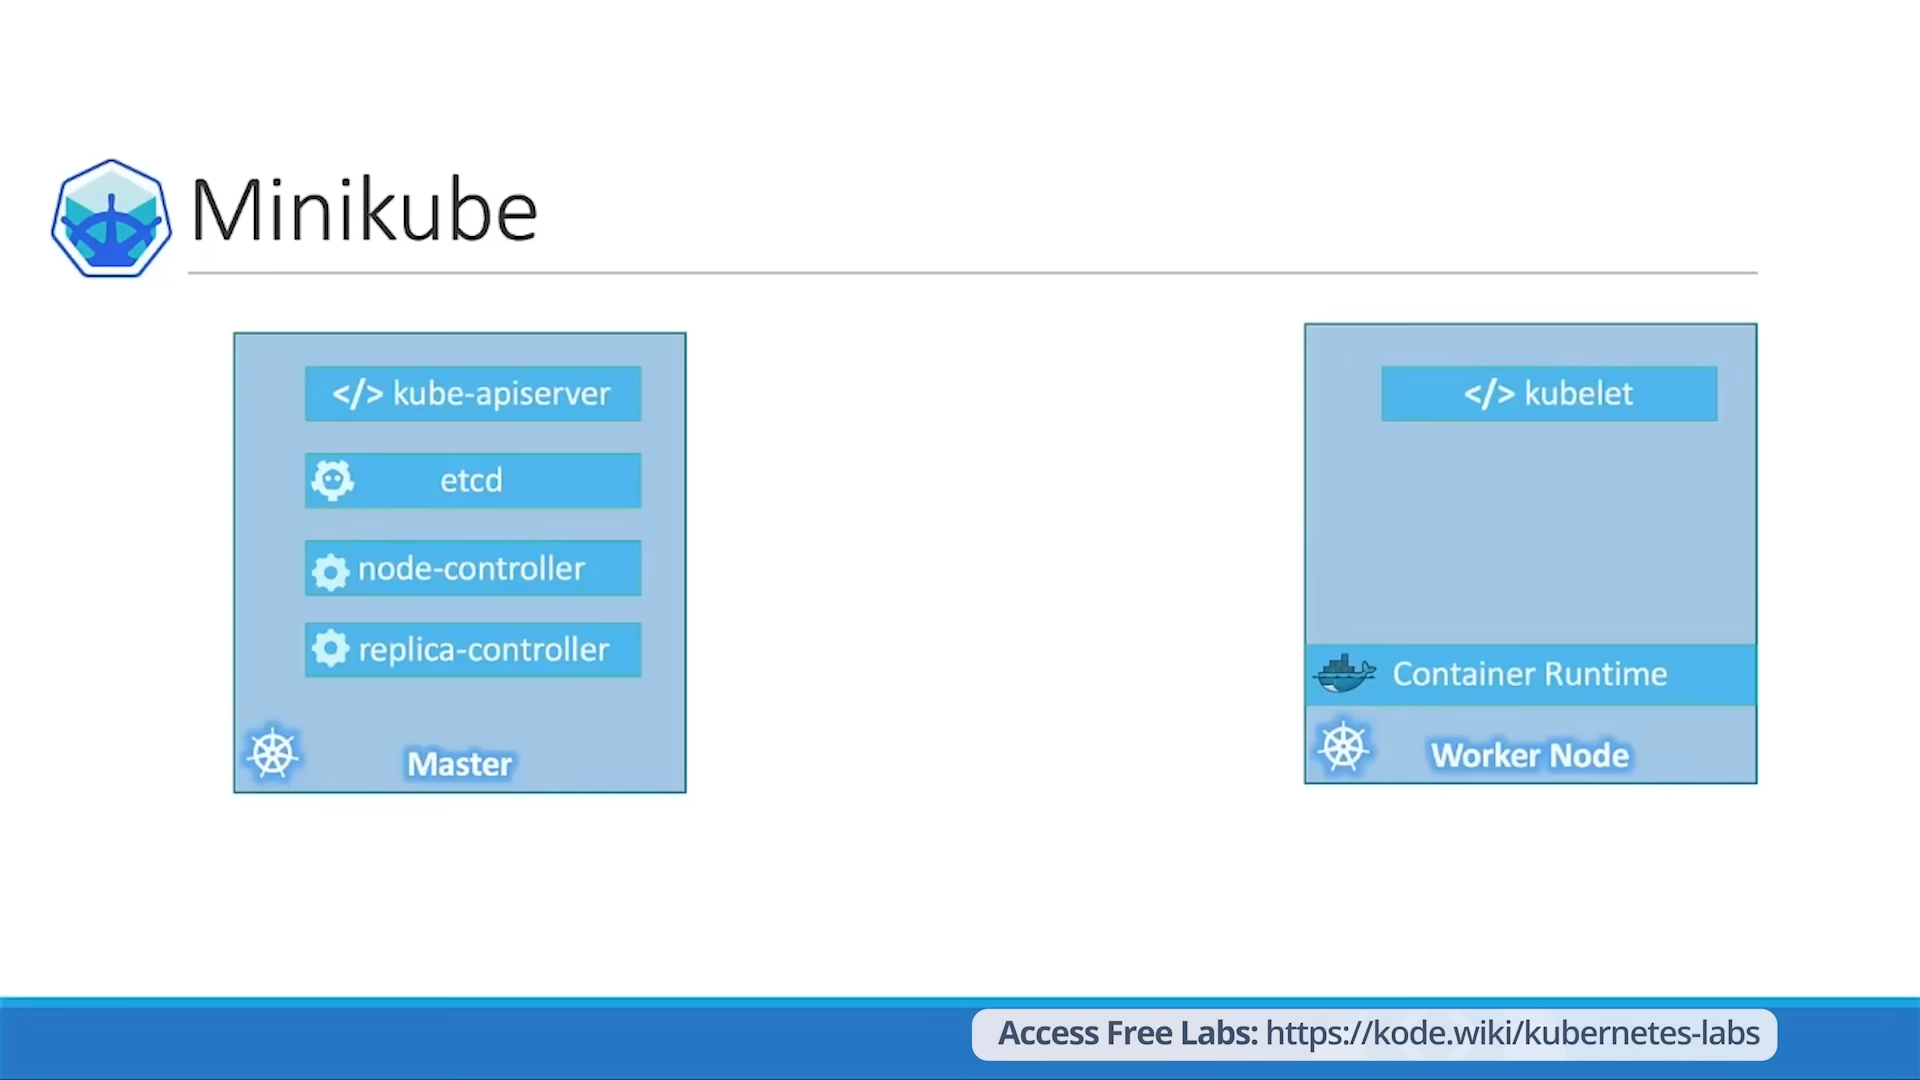 Minikube
</> kube-apiserver
etcd
node-controller
replica-controller
Master
</> kubelet
Container Runtime
Worker Node
Access Free Labs: https://kode.wiki/kubernetes-labs